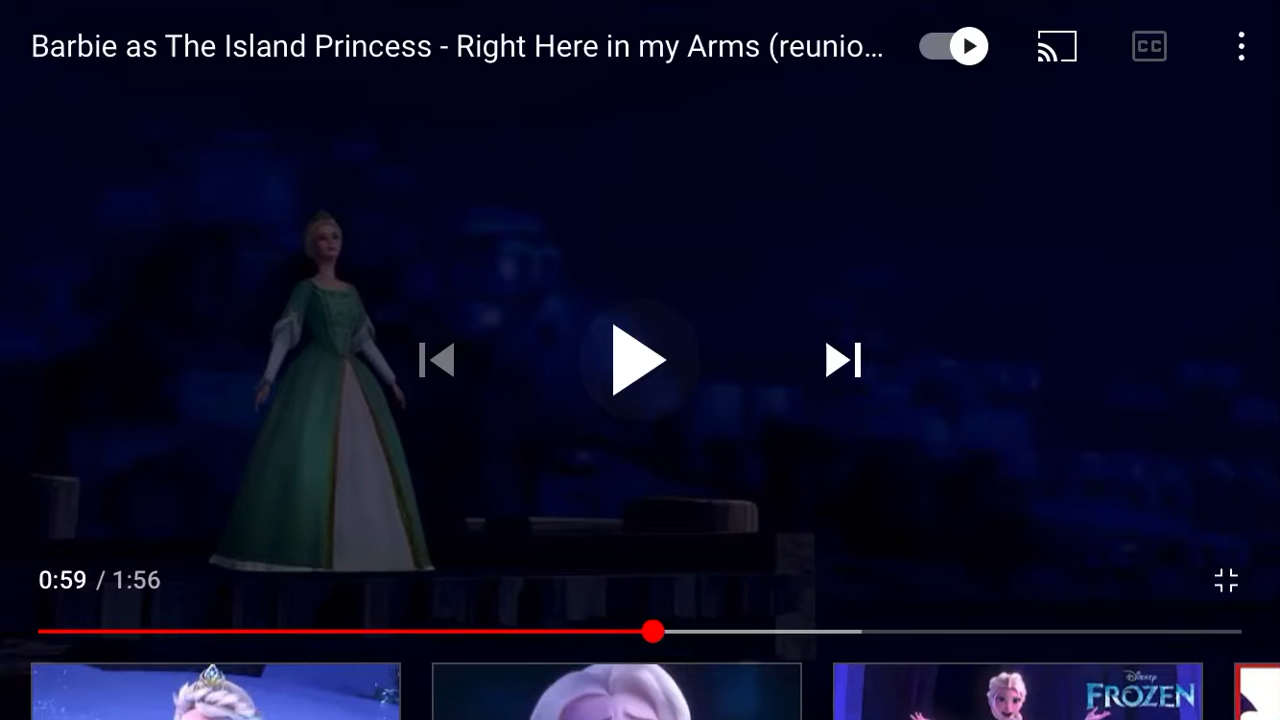 Barbie as The Island Princess - Right Here in my Arms (reunio...
CC
0:59 / 1:56
Disney
FROZEN